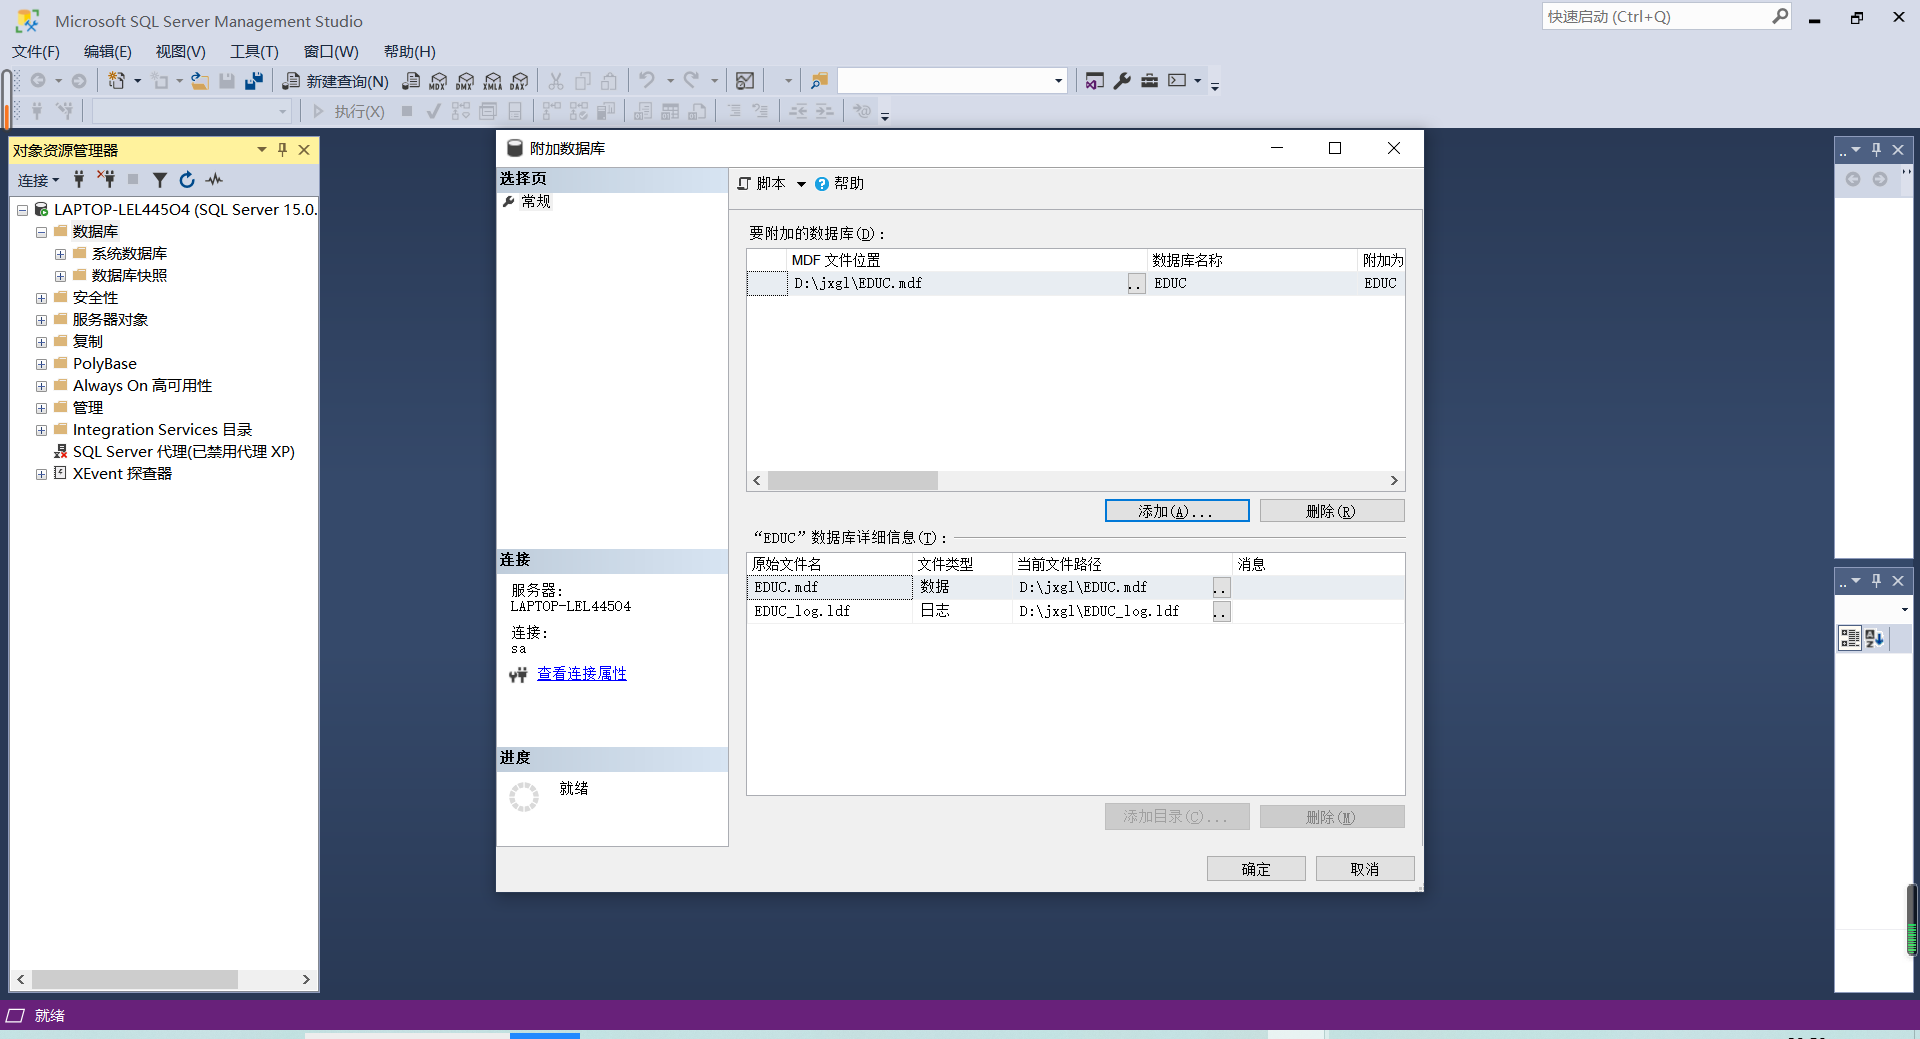 Microsoft SQL Server Management Studio
快速启动 (Ctrl+Q)
文件(F) 编辑(E) 视图(V) 工具(T) 窗口(W) 帮助(H)
新建查询(N) MDX DMX XMLA DAX
执行(X)
对象资源管理器
连接
LAPTOP-LEL445O4 (SQL Server 15.0.
数据库
系统数据库
数据库快照
安全性
服务器对象
复制
PolyBase
Always On 高可用性
管理
Integration Services 目录
SQL Server 代理(已禁用代理 XP)
XEvent 探查器
附加数据库
选择页
常规
脚本 帮助
要附加的数据库(D):
MDF 文件位置 数据库名称 附加为
D:\jxgl\EDUC.mdf .. EDUC EDUC
添加(A)... 删除(R)
“EDUC”数据库详细信息(T):
原始文件名 文件类型 当前文件路径 消息
EDUC.mdf 数据 D:\jxgl\EDUC.mdf ..
EDUC_log.ldf 日志 D:\jxgl\EDUC_log.ldf ..
添加目录(C)... 删除(M)
连接
服务器:
LAPTOP-LEL445O4
连接:
sa
查看连接属性
进度
就绪
确定 取消
..
..
就绪